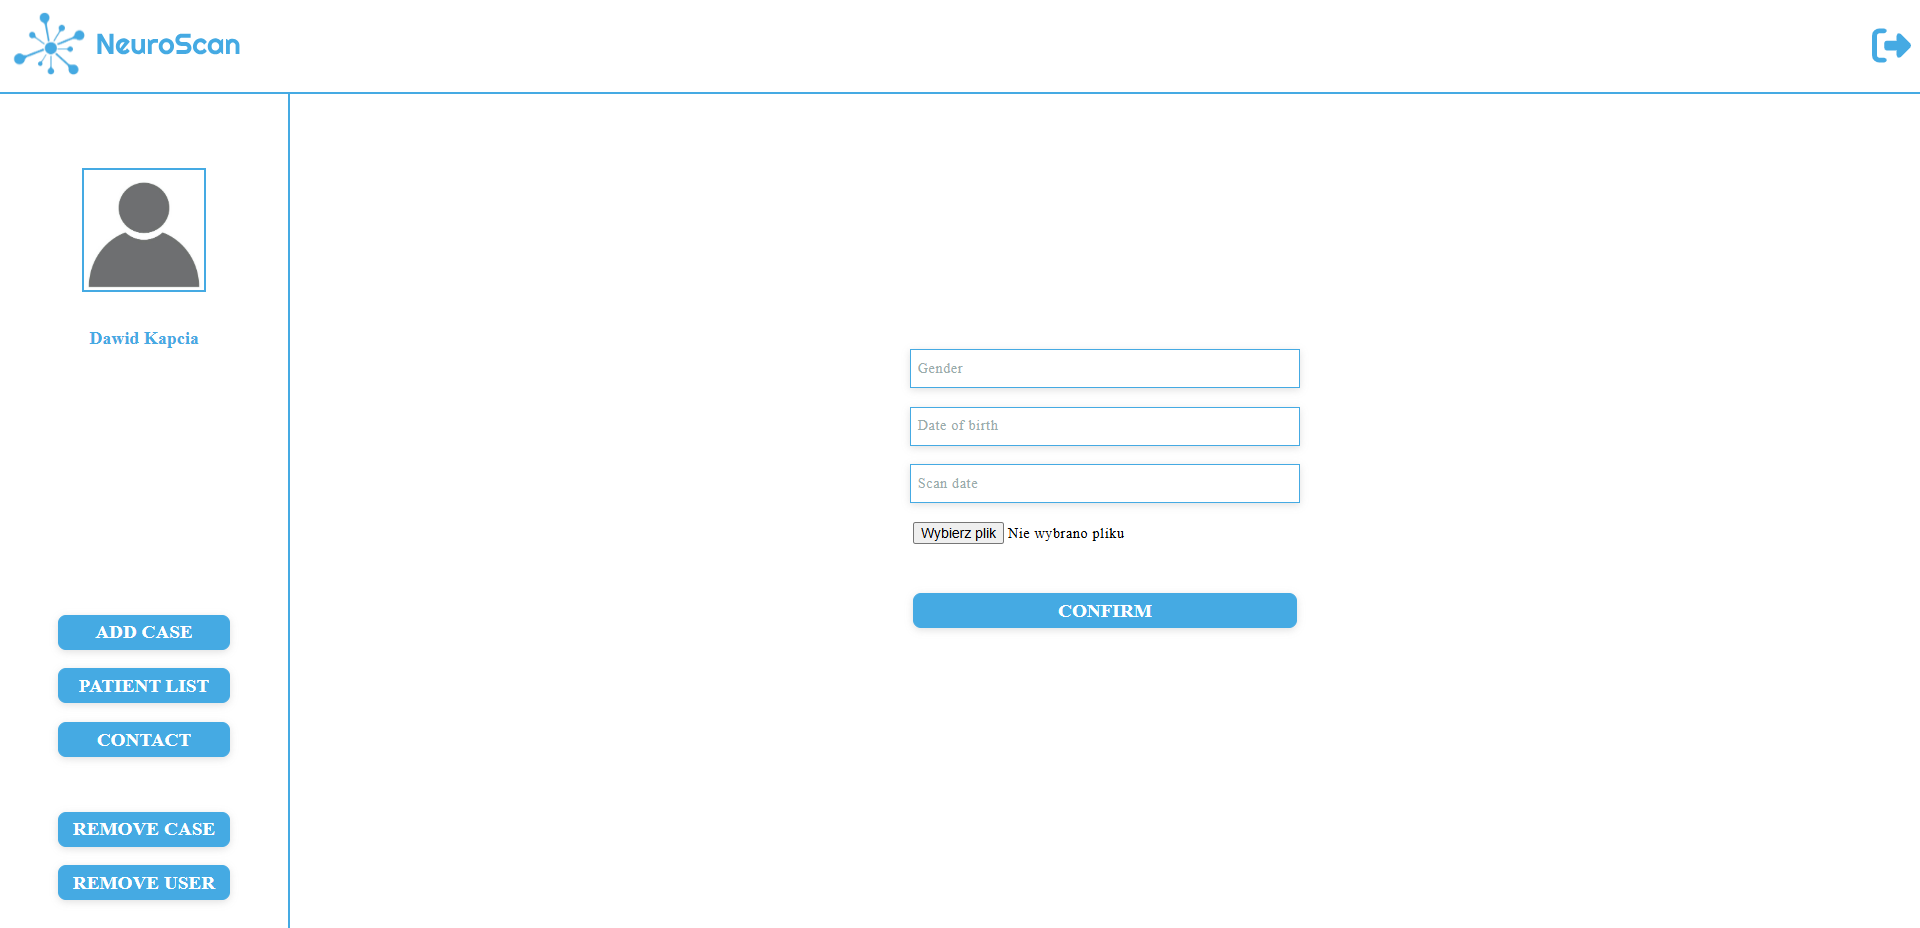 NeuroScan
Dawid Kapcia
ADD CASE
PATIENT LIST
CONTACT
REMOVE CASE
REMOVE USER
Gender
Date of birth
Scan date
Wybierz plik Nie wybrano pliku
CONFIRM